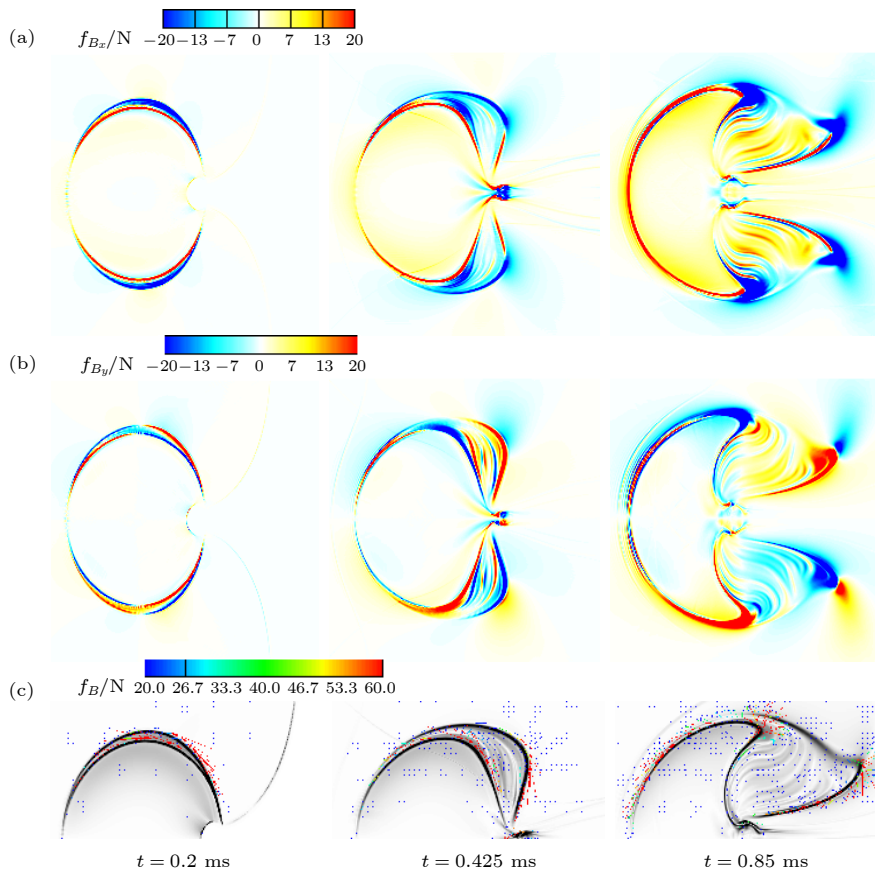 (a)
f_{B_x}/N
−20 −13 −7 0 7 13 20
(b)
f_{B_y}/N
−20 −13 −7 0 7 13 20
(c)
f_B/N
20.0 26.7 33.3 40.0 46.7 53.3 60.0
t = 0.2 ms
t = 0.425 ms
t = 0.85 ms